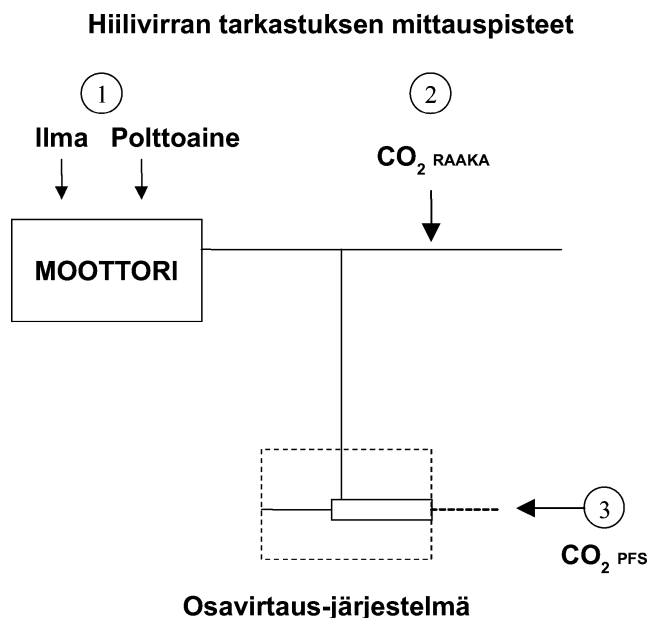 Hiilivirran tarkastuksen mittauspisteet
1
2
Ilma Polttoaine
CO₂ RAAKA
MOOTTORI
3
CO₂ PFS
Osavirtaus-järjestelmä